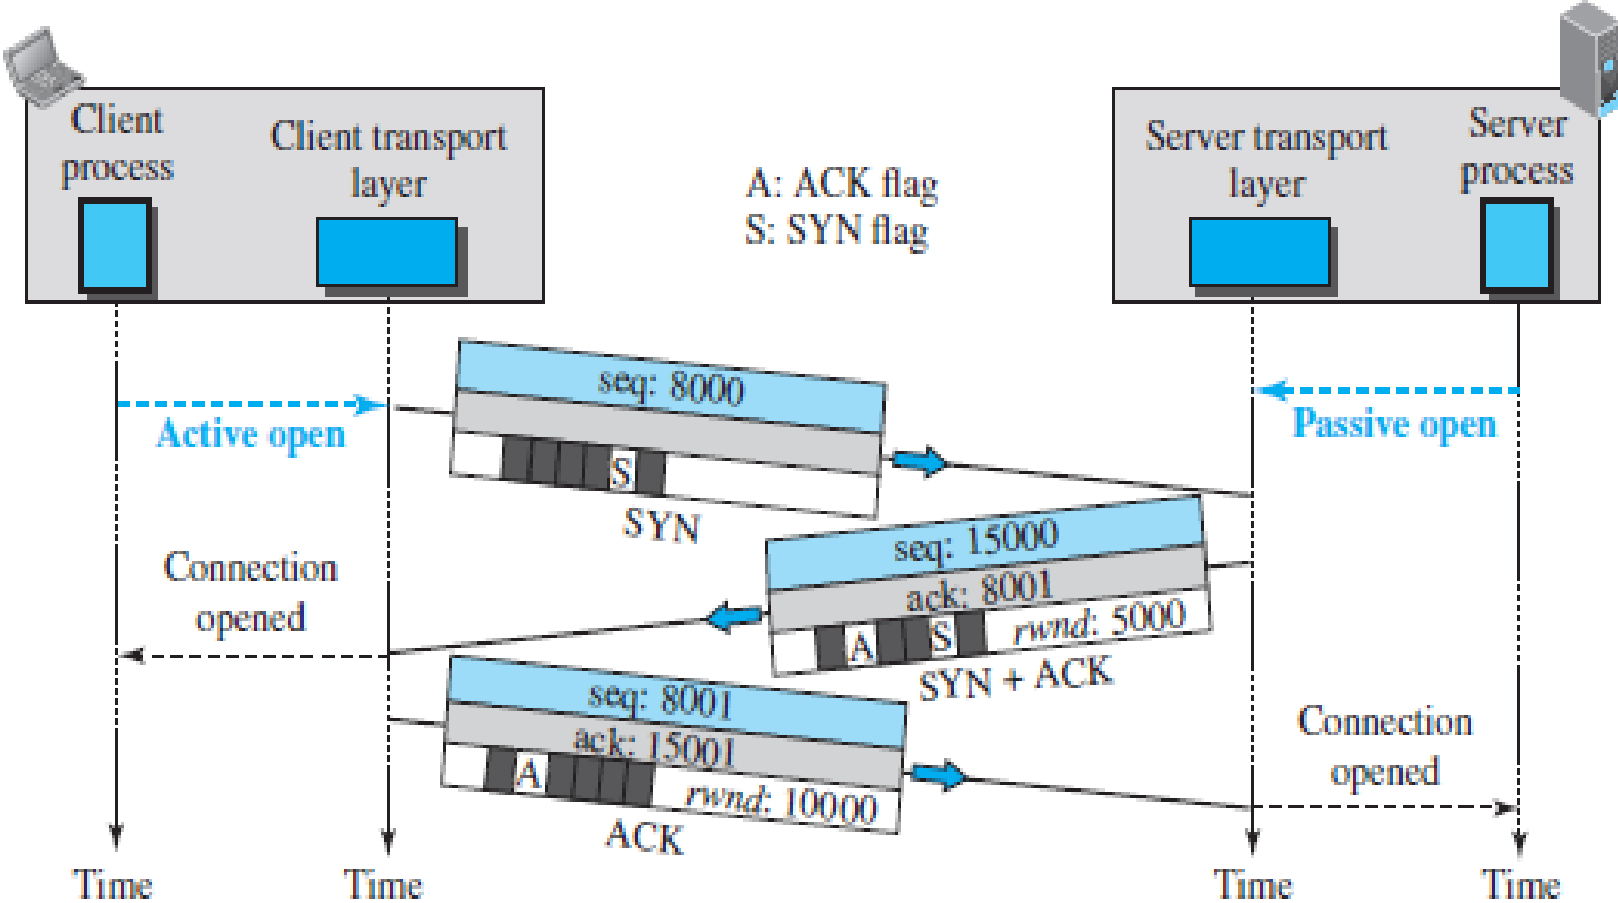 Client
process
Client transport
layer
A: ACK flag
S: SYN flag
Server transport
layer
Server
process
seq: 8000
S
SYN
Active open
Passive open
seq: 15000
ack: 8001
A S rwnd: 5000
SYN + ACK
Connection
opened
seq: 8001
ack: 15001
A rwnd: 10000
ACK
Connection
opened
Time
Time
Time
Time